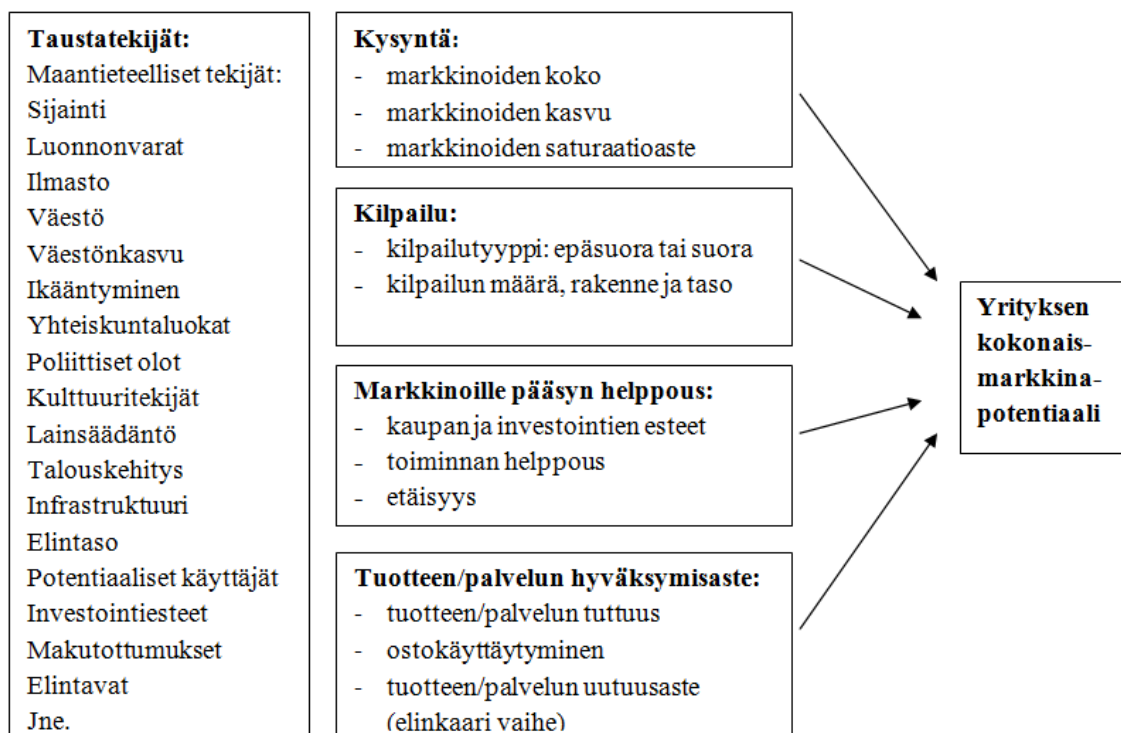 Taustatekijät:
Maantieteelliset tekijät:
Sijainti
Luonnonvarat
Ilmasto
Väestö
Väestönkasvu
Ikääntyminen
Yhteiskuntaluokat
Poliittiset olot
Kulttuuritekijät
Lainsäädäntö
Talouskehitys
Infrastruktuuri
Elintaso
Potentiaaliset käyttäjät
Investointiesteet
Makutottumukset
Elintavat
Jne.
Kysyntä:
- markkinoiden koko
- markkinoiden kasvu
- markkinoiden saturaatioaste
Kilpailu:
- kilpailutyyppi: epäsuora tai suora
- kilpailun määrä, rakenne ja taso
Markkinoille pääsyn helppous:
- kaupan ja investointien esteet
- toiminnan helppous
- etäisyys
Tuotteen/palvelun hyväksymisaste:
- tuotteen/palvelun tuttuus
- ostokäyttäytyminen
- tuotteen/palvelun uutuusaste
(elinkaari vaihe)
Yrityksen
kokonais-
markkina-
potentiaali